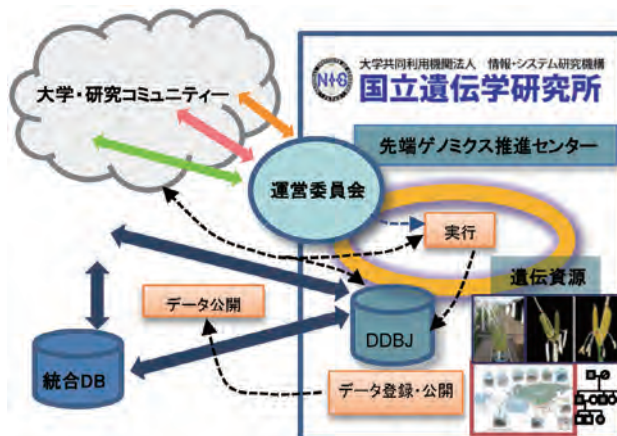 大学共同利用機関法人 情報・システム研究機構
NIG
国立遺伝学研究所
大学・研究コミュニティー
先端ゲノミクス推進センター
運営委員会
実行
遺伝資源
データ公開
DDBJ
統合DB
データ登録・公開